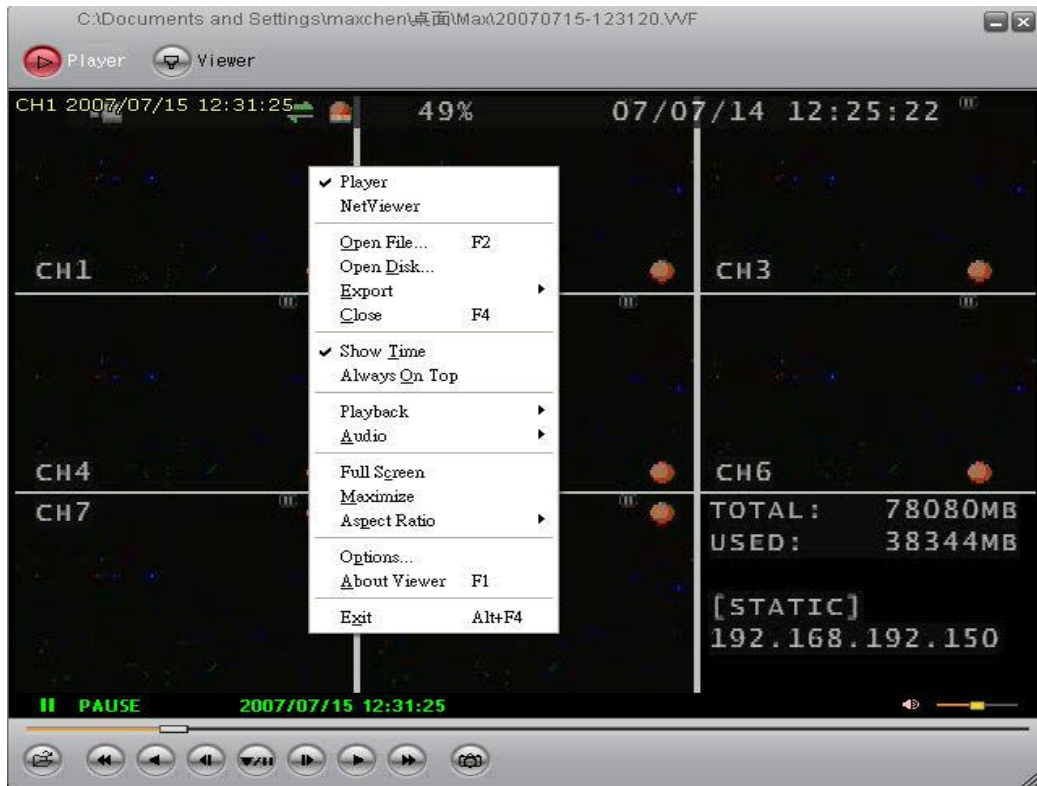 C:\Documents and Settings\maxchen\桌面\Max\20070715-123120.VVF
Player Viewer
CH1 2007/07/15 12:31:25 49% 07/07/14 12:25:22
Player
NetViewer
Open File... F2
Open Disk...
Export
Close F4
Show Time
Always On Top
Playback
Audio
Full Screen
Maximize
Aspect Ratio
Options...
About Viewer F1
Exit Alt+F4
CH1
CH3
CH4
CH6
CH7
TOTAL: 78080MB
USED: 38344MB
[STATIC]
192.168.192.150
PAUSE 2007/07/15 12:31:25